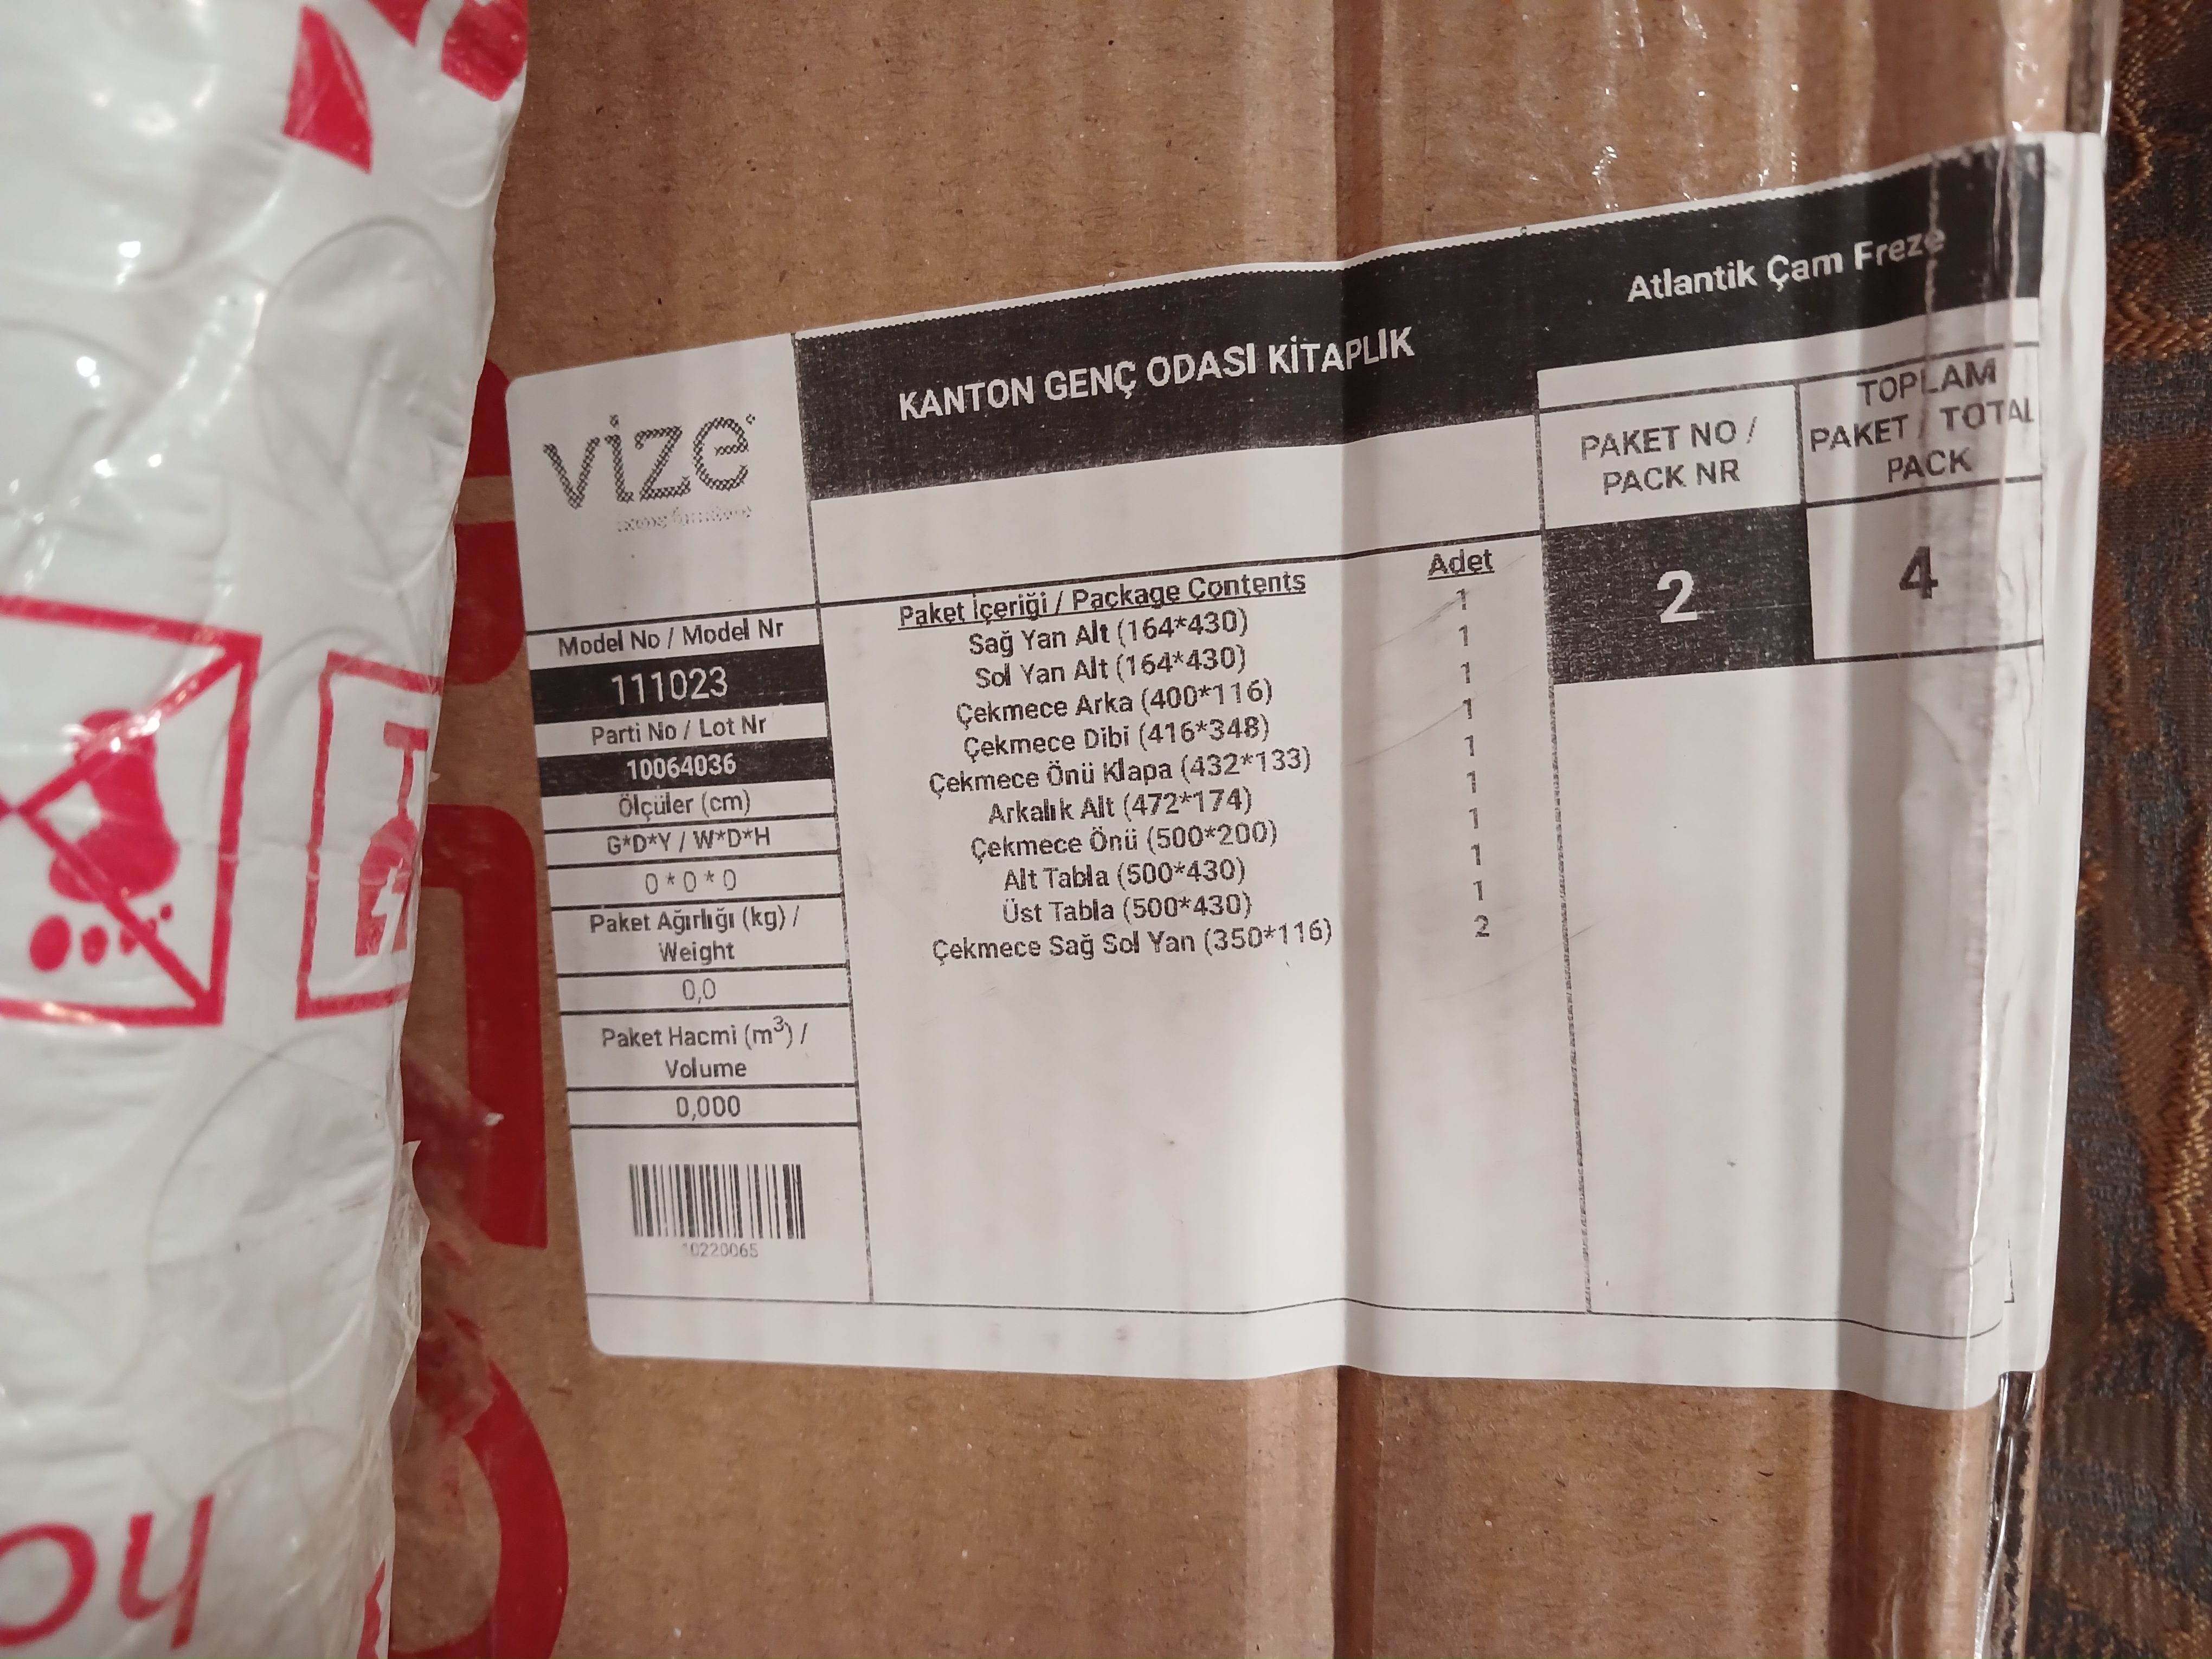 vize
KANTON GENÇ ODASI KİTAPLIK
Atlantik Çam Freze
PAKET NO /
PACK NR
TOPLAM
PAKET / TOTAL
PACK
2
4
Model No / Model Nr
111023
Parti No / Lot Nr
10064036
Ölçüler (cm)
G*D*Y / W*D*H
0 * 0 * 0
Paket Ağırlığı (kg) /
Weight
0,0
Paket Hacmi (m³) /
Volume
0,000
10220065
Paket İçeriği / Package Contents Adet
Sağ Yan Alt (164*430) 1
Sol Yan Alt (164*430) 1
Çekmece Arka (400*116) 1
Çekmece Dibi (416*348) 1
Çekmece Önü Klapa (432*133) 1
Arkalık Alt (472*174) 1
Çekmece Önü (500*200) 1
Alt Tabla (500*430) 1
Üst Tabla (500*430) 1
Çekmece Sağ Sol Yan (350*116) 2